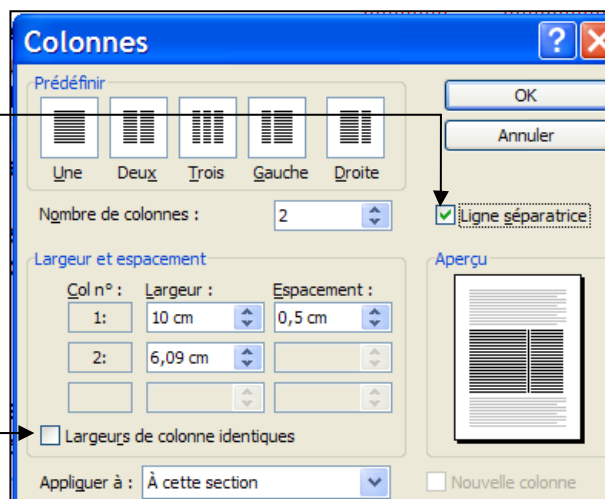 Colonnes
Prédéfinir
OK
Annuler
Une Deux Trois Gauche Droite
Nombre de colonnes : 2
Ligne séparatrice
Largeur et espacement
Aperçu
Col n° : Largeur : Espacement :
1: 10 cm 0,5 cm
2: 6,09 cm
Largeurs de colonne identiques
Appliquer à : À cette section
Nouvelle colonne